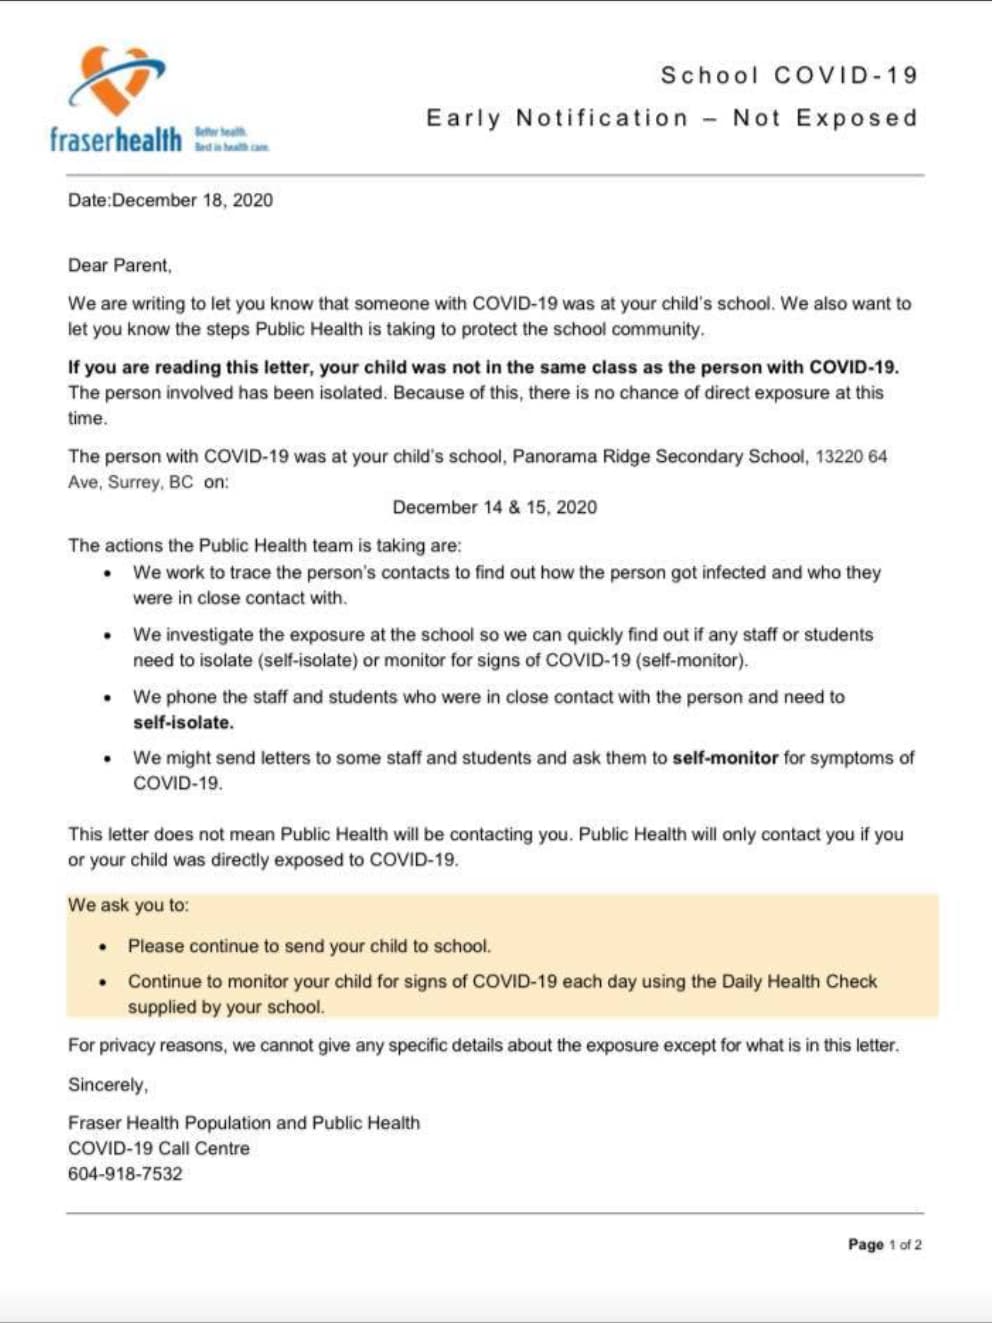 School COVID-19
Early Notification – Not Exposed
fraserhealth
Better health.
Best in health care.
Date:December 18, 2020
Dear Parent,
We are writing to let you know that someone with COVID-19 was at your child's school. We also want to
let you know the steps Public Health is taking to protect the school community.
If you are reading this letter, your child was not in the same class as the person with COVID-19.
The person involved has been isolated. Because of this, there is no chance of direct exposure at this
time.
The person with COVID-19 was at your child's school, Panorama Ridge Secondary School, 13220 64
Ave, Surrey, BC on:
December 14 & 15, 2020
The actions the Public Health team is taking are:
• We work to trace the person's contacts to find out how the person got infected and who they
were in close contact with.
• We investigate the exposure at the school so we can quickly find out if any staff or students
need to isolate (self-isolate) or monitor for signs of COVID-19 (self-monitor).
• We phone the staff and students who were in close contact with the person and need to
self-isolate.
• We might send letters to some staff and students and ask them to self-monitor for symptoms of
COVID-19.
This letter does not mean Public Health will be contacting you. Public Health will only contact you if you
or your child was directly exposed to COVID-19.
We ask you to:
• Please continue to send your child to school.
• Continue to monitor your child for signs of COVID-19 each day using the Daily Health Check
supplied by your school.
For privacy reasons, we cannot give any specific details about the exposure except for what is in this letter.
Sincerely,
Fraser Health Population and Public Health
COVID-19 Call Centre
604-918-7532
Page 1 of 2